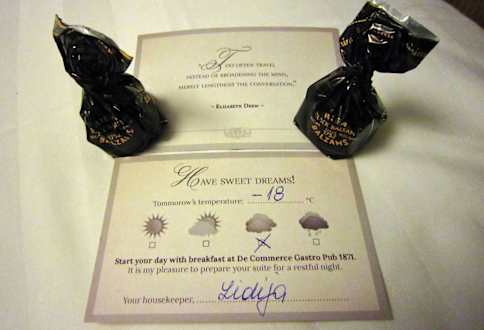 Too often travel,
instead of broadening the mind,
merely lengthens the conversation."
~ Elizabeth Drew ~
RIGA
BLACK BALSAM
BALZAMS
Have sweet dreams!
Tommorow's temperature: -18 °C
Start your day with breakfast at De Commerce Gastro Pub 1871.
It is my pleasure to prepare your suite for a restful night.
Your housekeeper, Lidija